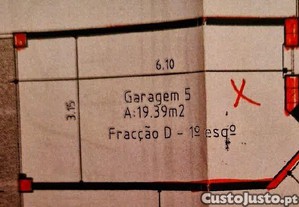 6.10
Garagem 5
A:19.39m2
3.15
Fracção D - 1º esqº
X
CustoJusto.pt